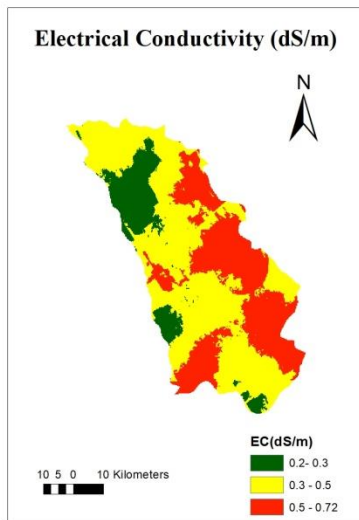 Electrical Conductivity (dS/m)
N
EC(dS/m)
0.2- 0.3
0.3 - 0.5
0.5 - 0.72
10 5 0 10 Kilometers